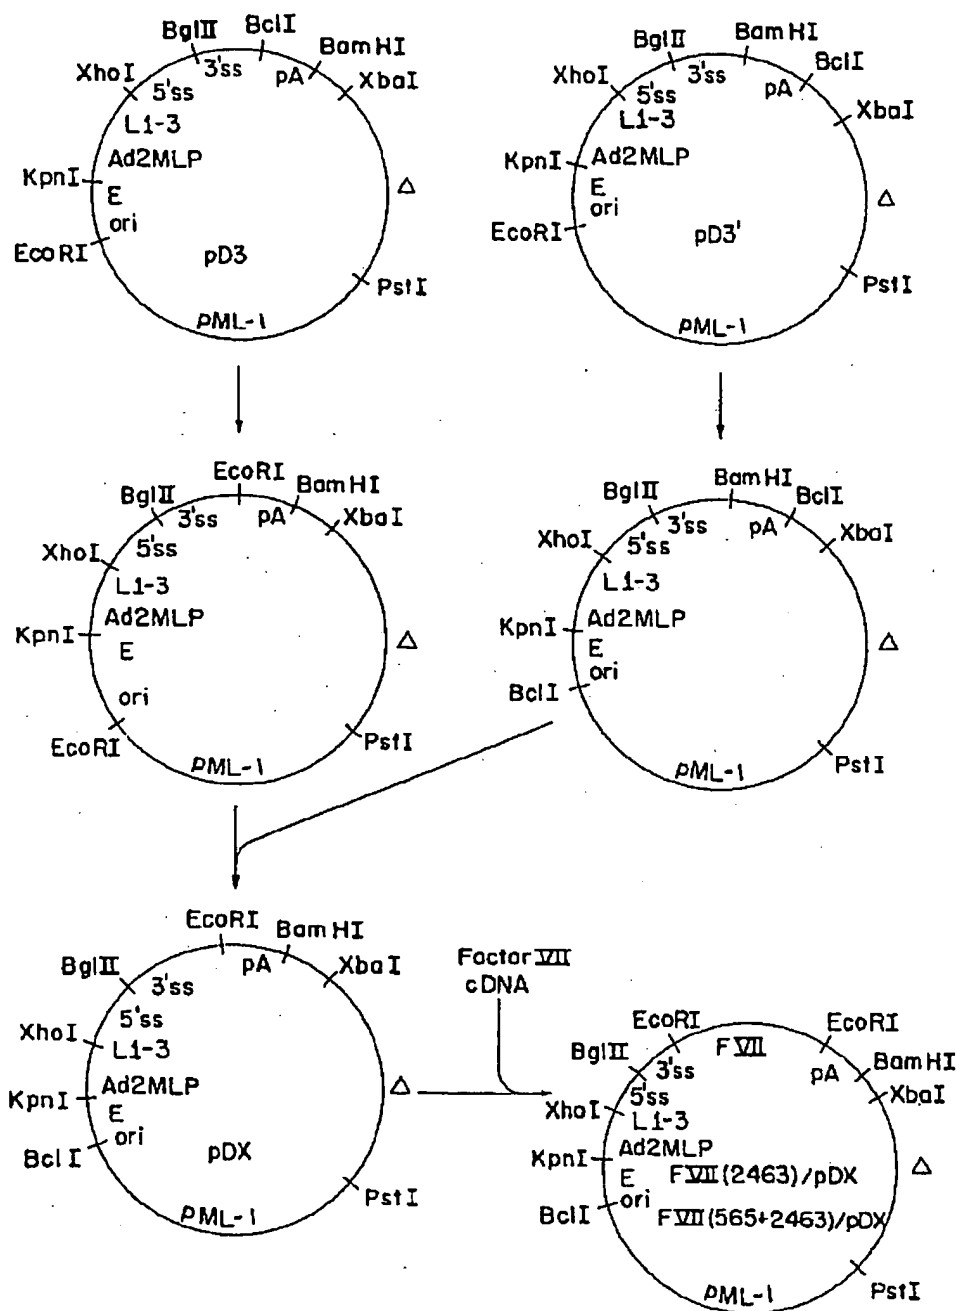 BglII
BclI
BamHI
XhoI
3'ss
pA
XbaI
5'ss
L1-3
Ad2MLP
KpnI
E
ori
EcoRI
pD3
Δ
PstI
pML-1
BglII
BamHI
XhoI
3'ss
pA
BclI
5'ss
XbaI
L1-3
KpnI
Ad2MLP
E
ori
EcoRI
pD3'
Δ
PstI
pML-1
EcoRI
BglII
BamHI
3'ss
pA
XbaI
XhoI
5'ss
L1-3
KpnI
Ad2MLP
E
Δ
ori
EcoRI
PstI
pML-1
BglII
BamHI
3'ss
pA
BclI
XhoI
5'ss
XbaI
L1-3
KpnI
Ad2MLP
E
ori
Δ
BclI
PstI
pML-1
EcoRI
BamHI
BglII
pA
XbaI
3'ss
XhoI
5'ss
L1-3
KpnI
Ad2MLP
Δ
E
ori
BclI
pDX
PstI
pML-1
Factor VII
cDNA
EcoRI
FVII
EcoRI
BglII
3'ss
pA
BamHI
XhoI
5'ss
XbaI
L1-3
KpnI
Ad2MLP
E
FVII(2463)/pDX
Δ
BclI
ori
FVII(565+2463)/pDX
PstI
pML-1